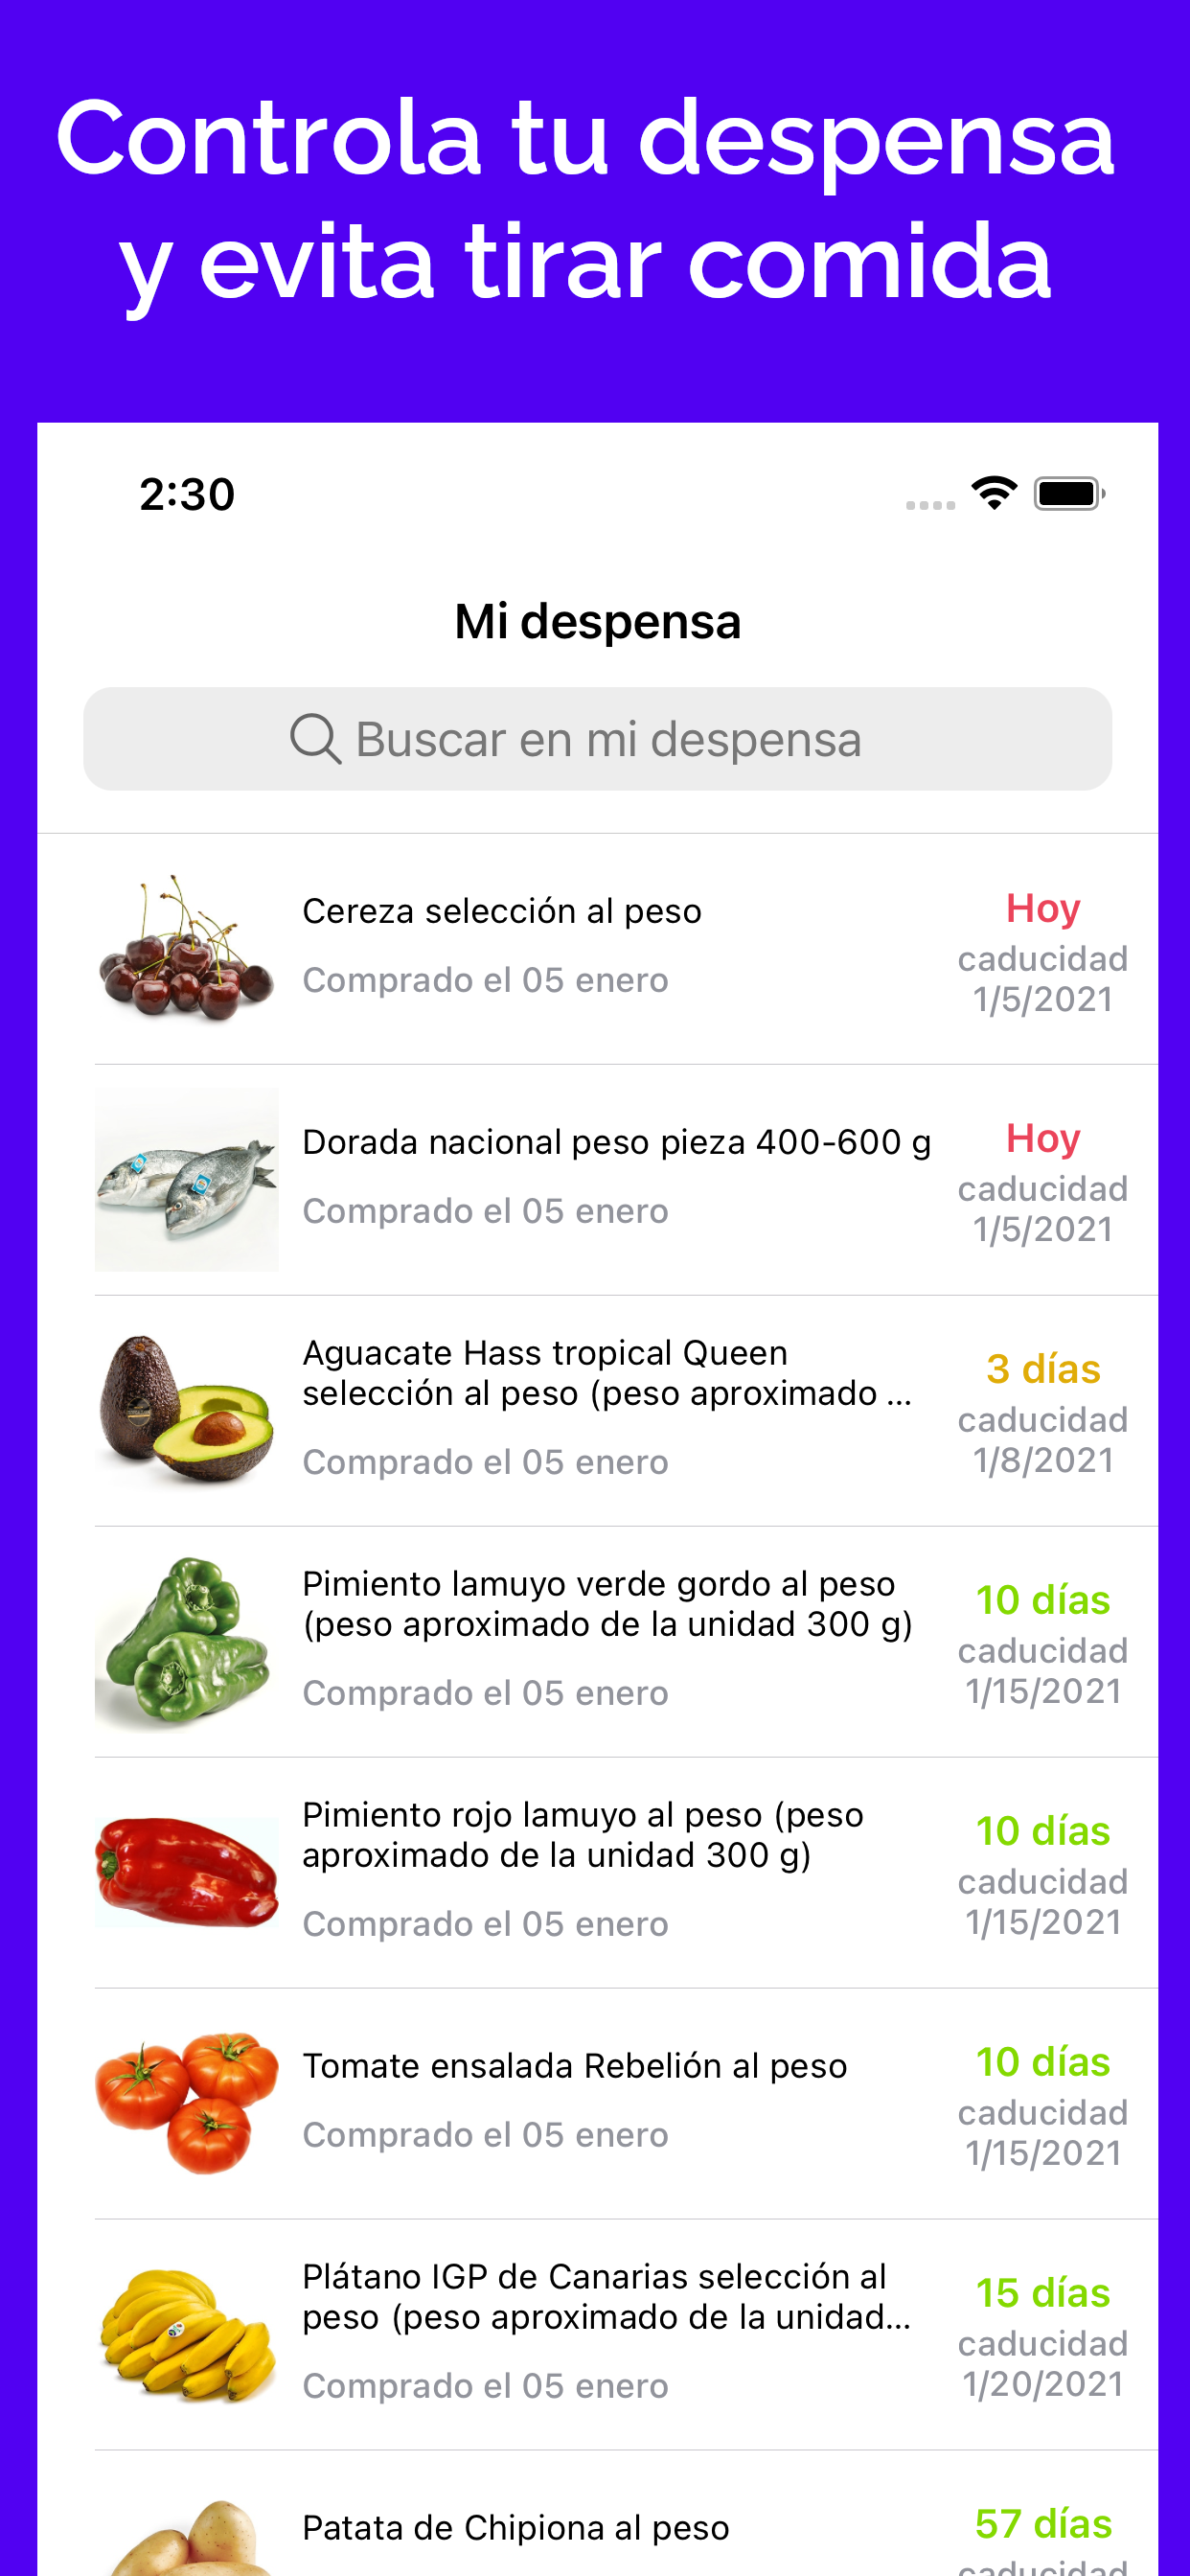 Controla tu despensa
y evita tirar comida
2:30
Mi despensa
Buscar en mi despensa
Cereza selección al peso
Comprado el 05 enero
Hoy
caducidad
1/5/2021
Dorada nacional peso pieza 400-600 g
Comprado el 05 enero
Hoy
caducidad
1/5/2021
Aguacate Hass tropical Queen
selección al peso (peso aproximado ...
Comprado el 05 enero
3 días
caducidad
1/8/2021
Pimiento lamuyo verde gordo al peso
(peso aproximado de la unidad 300 g)
Comprado el 05 enero
10 días
caducidad
1/15/2021
Pimiento rojo lamuyo al peso (peso
aproximado de la unidad 300 g)
Comprado el 05 enero
10 días
caducidad
1/15/2021
Tomate ensalada Rebelión al peso
Comprado el 05 enero
10 días
caducidad
1/15/2021
Plátano IGP de Canarias selección al
peso (peso aproximado de la unidad...
Comprado el 05 enero
15 días
caducidad
1/20/2021
Patata de Chipiona al peso
57 días
caducidad